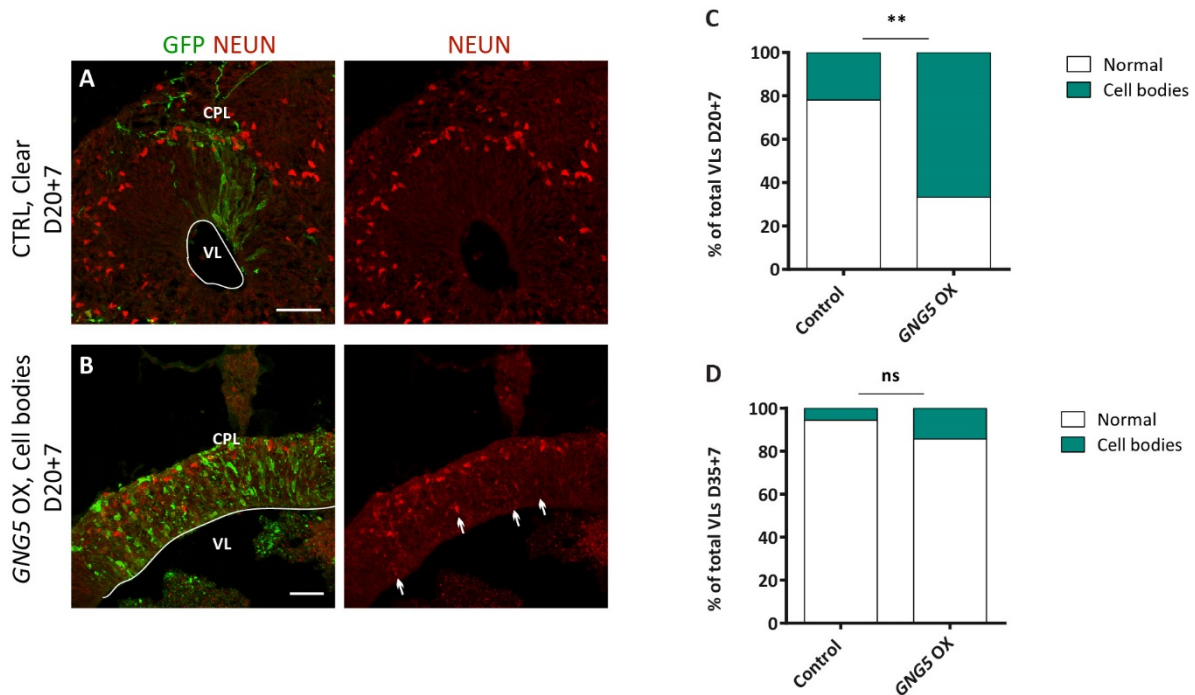 GFP NEUN
NEUN
CTRL, Clear
D20+7
A
CPL
VL
GNG5 OX, Cell bodies
D20+7
B
CPL
VL
C
**
% of total VLs D20+7
100
80
60
40
20
0
Control
GNG5 OX
Normal
Cell bodies
D
ns
% of total VLs D35+7
100
80
60
40
20
0
Control
GNG5 OX
Normal
Cell bodies